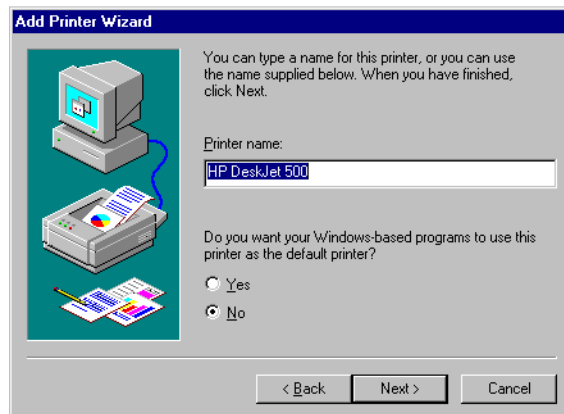 Add Printer Wizard
You can type a name for this printer, or you can use
the name supplied below. When you have finished,
click Next.
Printer name:
HP DeskJet 500
Do you want your Windows-based programs to use this
printer as the default printer?
Yes
No
< Back
Next >
Cancel